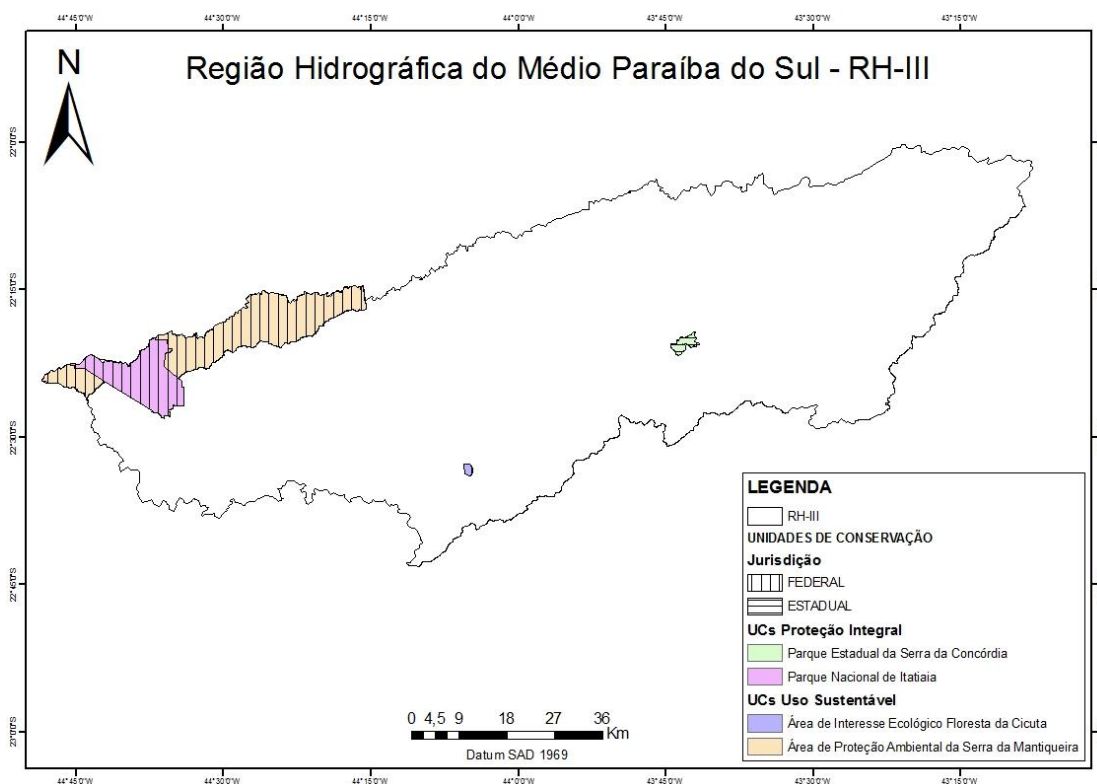 44°45'0"W 44°30'0"W 44°15'0"W 44°0'0"W 43°45'0"W 43°30'0"W 43°15'0"W
N
Região Hidrográfica do Médio Paraíba do Sul - RH-III
22°0'0"S
22°15'0"S
22°30'0"S
22°45'0"S
23°0'0"S
LEGENDA
RH-III
UNIDADES DE CONSERVAÇÃO
Jurisdição
FEDERAL
ESTADUAL
UCs Proteção Integral
Parque Estadual da Serra da Concórdia
Parque Nacional de Itatiaia
UCs Uso Sustentável
Área de Interesse Ecológico Floresta da Cicuta
Área de Proteção Ambiental da Serra da Mantiqueira
0 4,5 9 18 27 36
Km
Datum SAD 1969
44°45'0"W 44°30'0"W 44°15'0"W 44°0'0"W 43°45'0"W 43°30'0"W 43°15'0"W